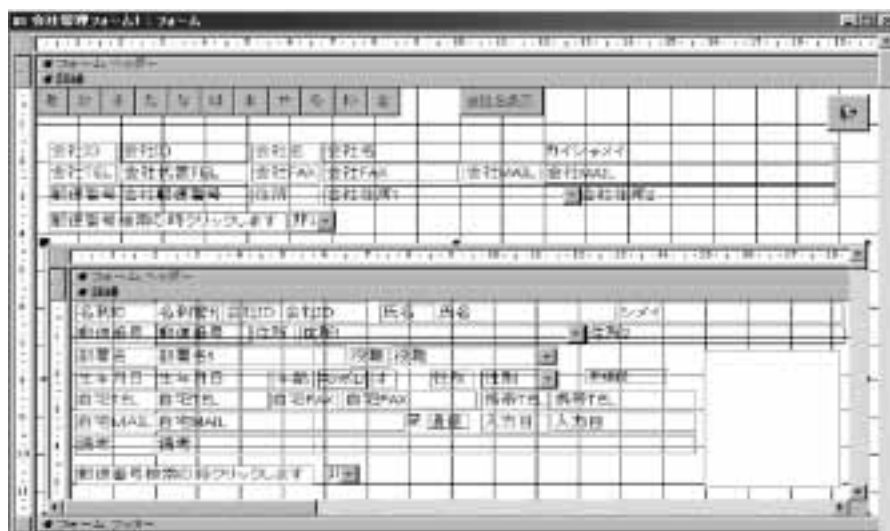 会社管理フォーム1 : フォーム
フォーム ヘッダー
詳細
あ か さ た な は ま や ら わ 全 会社名表示
会社ID 会社ID 会社名 会社名 カイシャメイ
会社TEL 会社代表TEL 会社FAX 会社FAX 会社MAIL 会社MAIL
郵便番号 会社郵便番号 住所 会社住所1 会社住所2
郵便番号検索の時クリックします
フォーム ヘッダー
詳細
名刺ID 会社ID 会社ID 氏名 氏名 シメイ
郵便番号 郵便番号 住所 住所1 住所2
部署名 部署名1 役職 役職
生年月日 生年月日 年齢 性別 性別
自宅TEL 自宅TEL 自宅FAX 自宅FAX 携帯TEL 携帯TEL
自宅MAIL 自宅MAIL 入力日 入力日
備考 備考
郵便番号検索の時クリックします
フォーム フッター